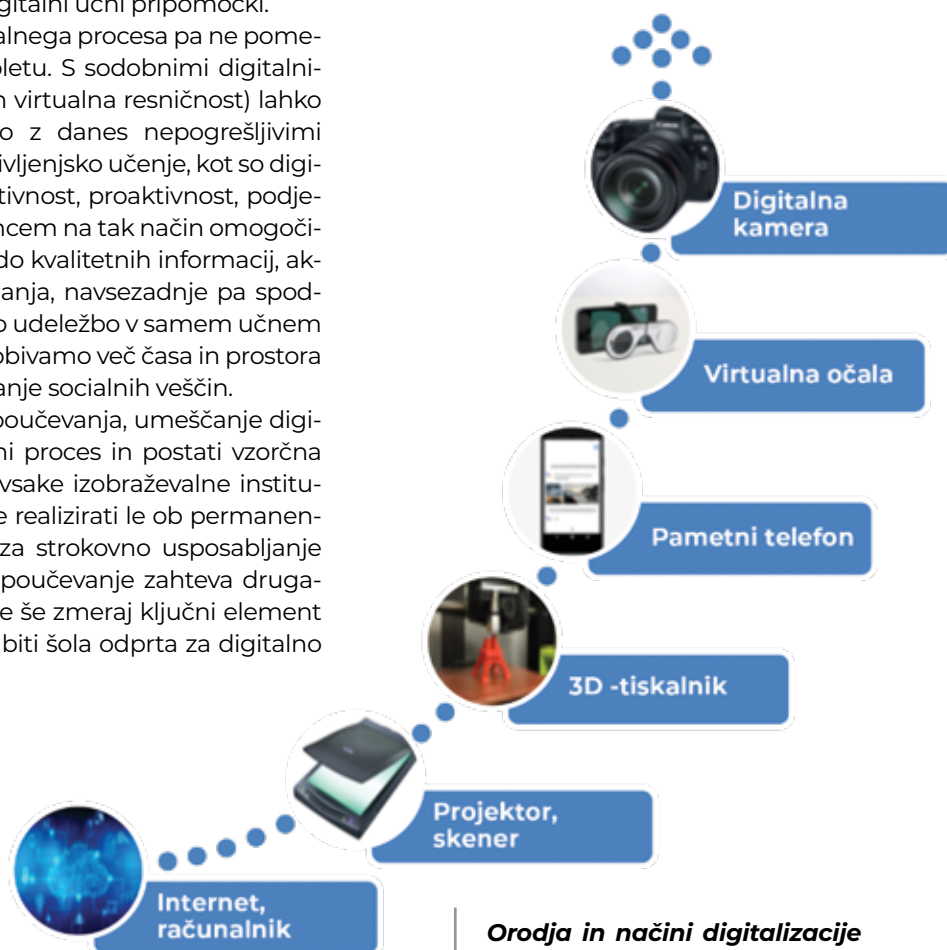 gitalni učni pripomočki.
alnega procesa pa ne pome-
letu. S sodobnimi digitalni-
virtualna resničnost) lahko
o z danes nepogrešljivimi
ivljenjsko učenje, kot so digi-
tivnost, proaktivnost, podje-
ncem na tak način omogoči-
do kvalitetnih informacij, ak-
anja, navsezadnje pa spod-
o udeležbo v samem učnem
obivamo več časa in prostora
anje socialnih veščin.
poučevanja, umeščanje digi-
ni proces in postati vzorčna
vsake izobraževalne institu-
e realizirati le ob permanen-
za strokovno usposabljanje
poučevanje zahteva druga-
e še zmeraj ključni element
biti šola odprta za digitalno
Digitalna
kamera
Virtualna očala
Pametni telefon
3D -tiskalnik
Projektor,
skener
Internet,
računalnik
Orodja in načini digitalizacije